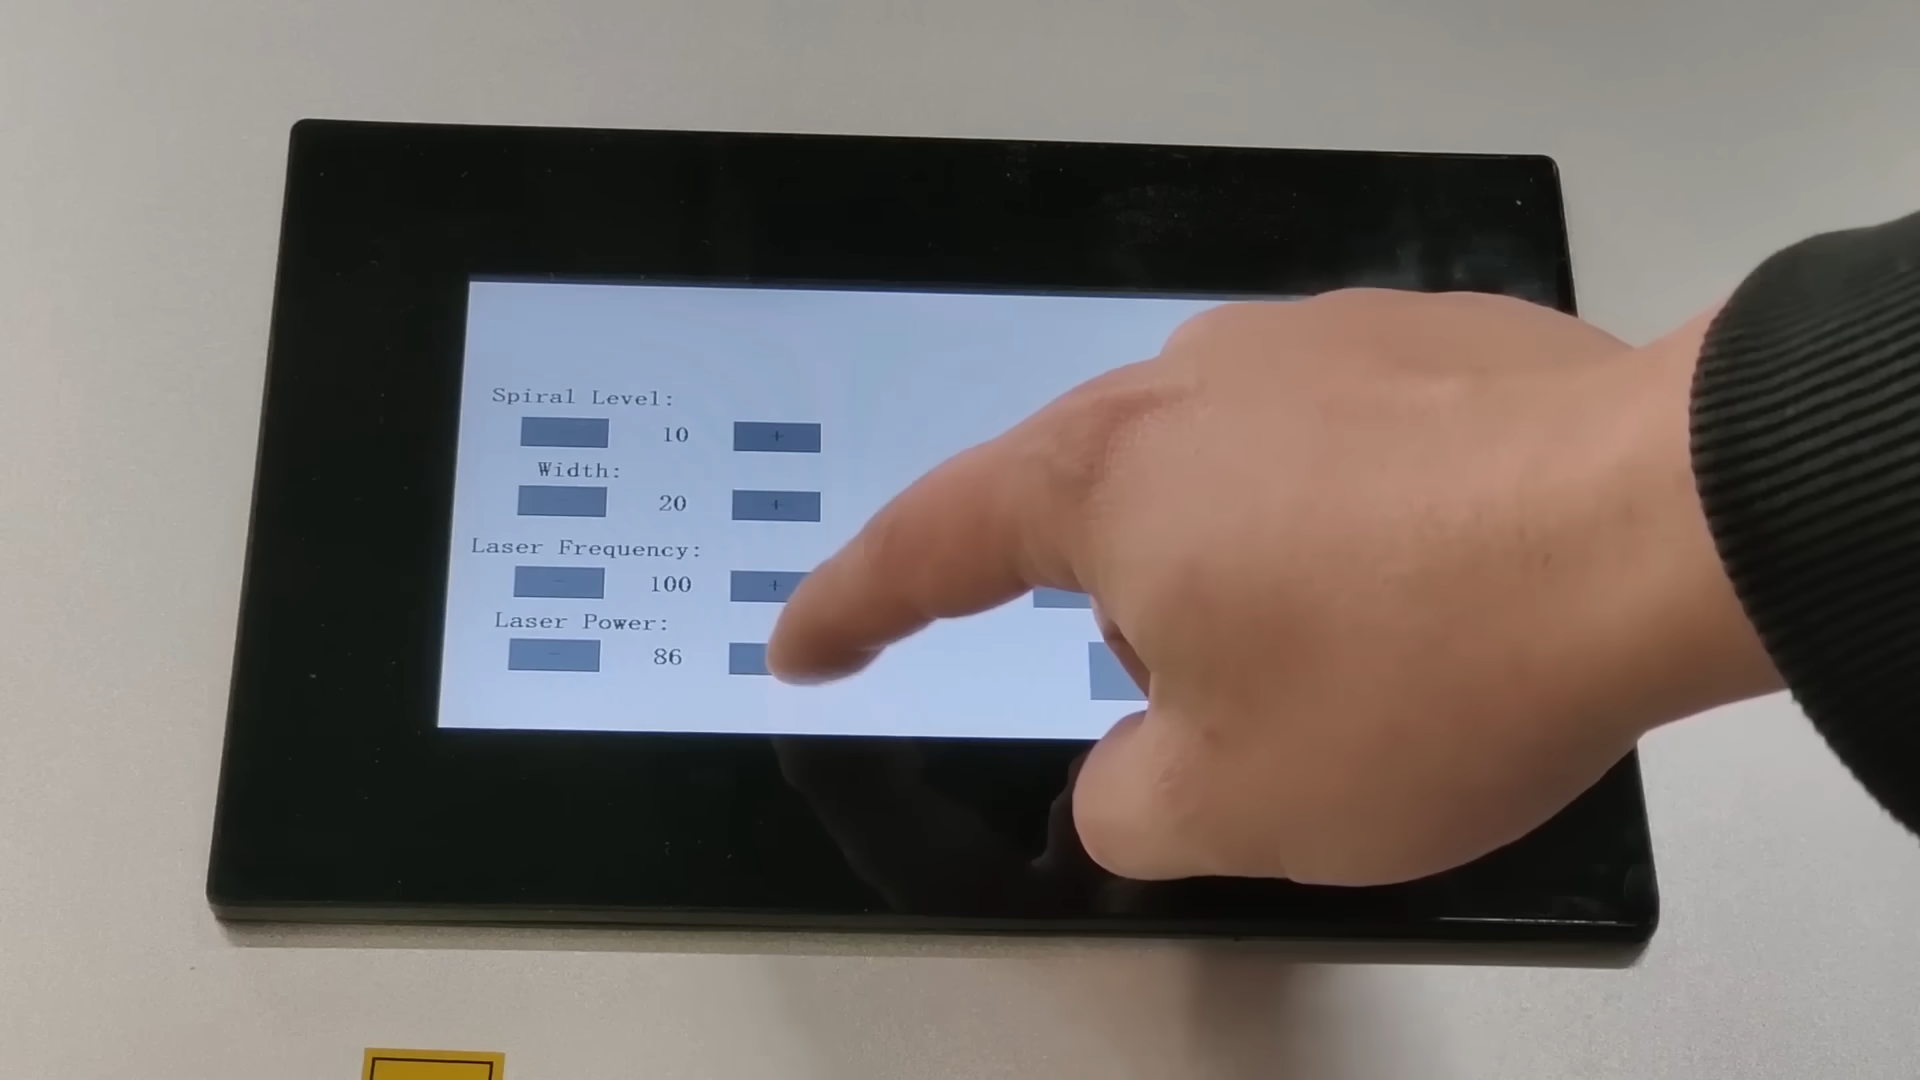 Spiral Level:
10 +
Width:
20 +
Laser Frequency:
- 100 +
Laser Power:
- 86